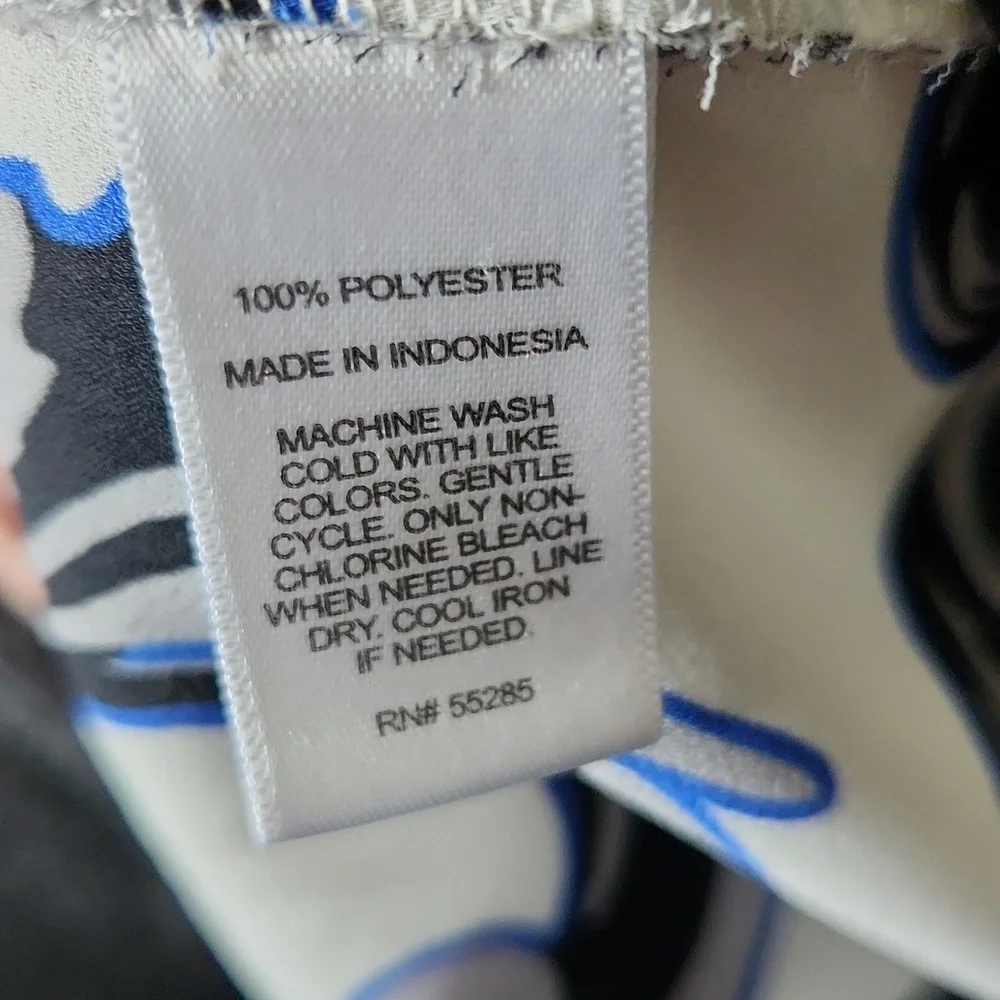 100% POLYESTER
MADE IN INDONESIA
MACHINE WASH
COLD WITH LIKE
COLORS. GENTLE
CYCLE. ONLY NON-
CHLORINE BLEACH
WHEN NEEDED. LINE
DRY. COOL IRON
IF NEEDED.
RN# 55285